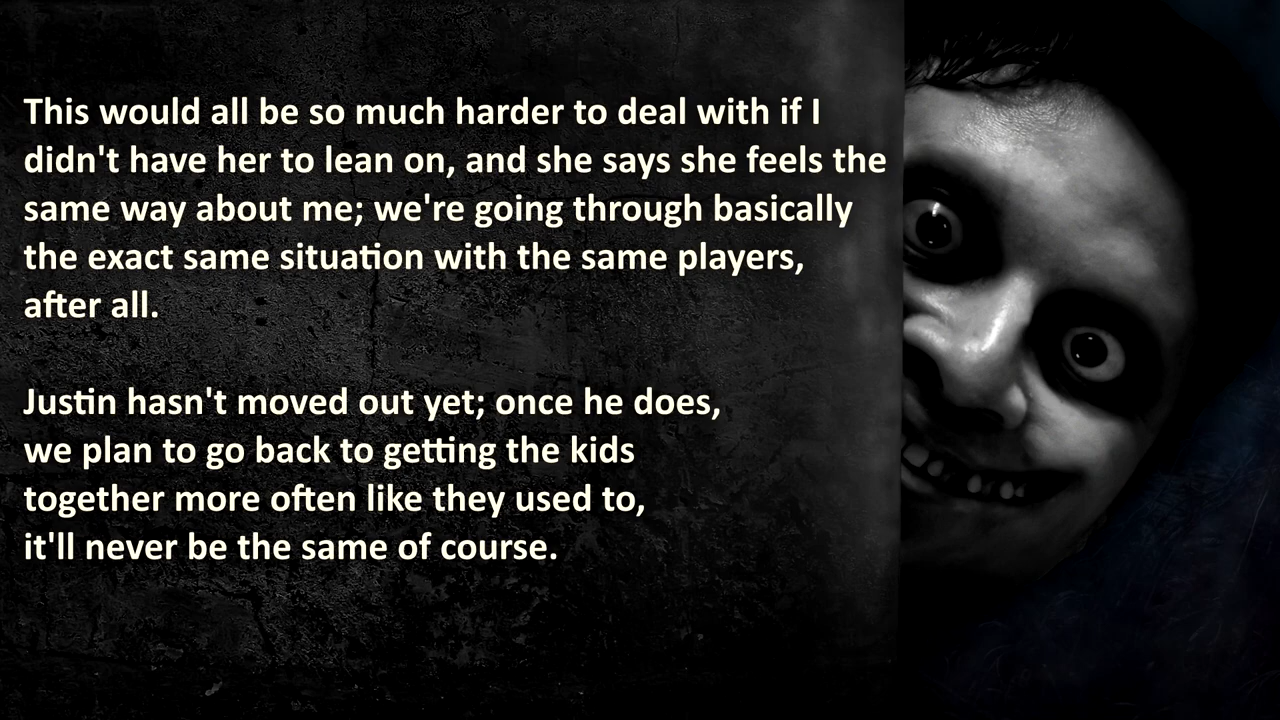 This would all be so much harder to deal with if I
didn't have her to lean on, and she says she feels the
same way about me; we're going through basically
the exact same situation with the same players,
after all.
Justin hasn't moved out yet; once he does,
we plan to go back to getting the kids
together more often like they used to,
it'll never be the same of course.